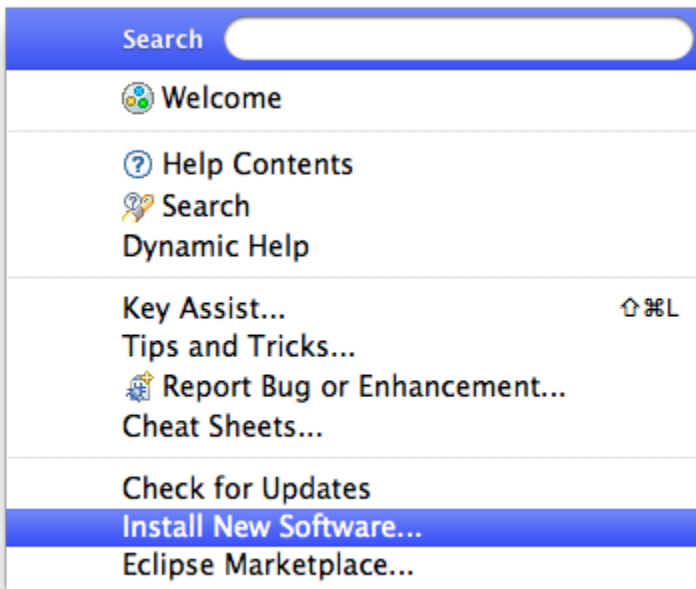 Search
Welcome
Help Contents
Search
Dynamic Help
Key Assist... ⇧⌘L
Tips and Tricks...
Report Bug or Enhancement...
Cheat Sheets...
Check for Updates
Install New Software...
Eclipse Marketplace...